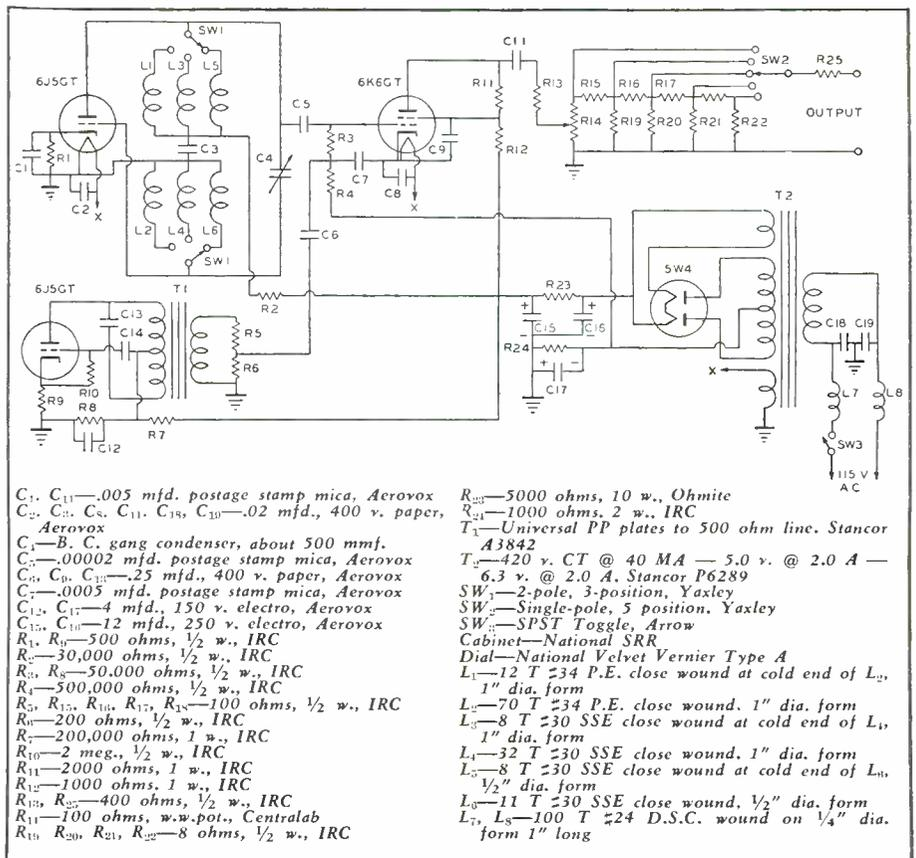 SW1
6J5GT
L1
L3
L5
C11
6K6GT
SW2
R25
R11
R13
R15
R16
R17
C5
OUTPUT
R14
R19
R20
R21
R22
R3
C9
R12
C1
R1
C3
C4
C7
C8
R4
X
C2
X
L2
L4
L6
SW1
C6
T2
6J5GT
T1
R2
R23
5W4
C13
C14
R5
R6
C15
C16
R24
C18
C19
R10
R9
R8
C12
R7
C17
X
L7
L8
SW3
115 V
AC
C1, C11—.005 mfd. postage stamp mica, Aerovox
C2, C3, C8, C11, C18, C19—.02 mfd., 400 v. paper,
Aerovox
C4—B. C. gang condenser, about 500 mmf.
C5—.00002 mfd. postage stamp mica, Aerovox
C6, C9, C13—.25 mfd., 400 v. paper, Aerovox
C7—.0005 mfd. postage stamp mica, Aerovox
C12, C17—4 mfd., 150 v. electro, Aerovox
C15, C16—12 mfd., 250 v. electro, Aerovox
R1, R9—500 ohms, ½ w., IRC
R2—30,000 ohms, ½ w., IRC
R3, R8—50.000 ohms, ½ w., IRC
R4—500,000 ohms, ½ w., IRC
R5, R15, R16, R17, R18—100 ohms, ½ w., IRC
R6—200 ohms, ½ w., IRC
R7—200,000 ohms, 1 w., IRC
R10—2 meg., ½ w., IRC
R11—2000 ohms, 1 w., IRC
R12—1000 ohms. 1 w., IRC
R13, R25—400 ohms, ½ w., IRC
R14—100 ohms, w.w.pot., Centralab
R19 R20, R21, R22—8 ohms, ½ w., IRC
R23—5000 ohms, 10 w., Ohmite
R24—1000 ohms. 2 w., IRC
T1—Universal PP plates to 500 ohm line. Stancor
A3842
T2—420 v. CT @ 40 MA — 5.0 v. @ 2.0 A —
6.3 v. @ 2.0 A. Stancor P6289
SW1—2-pole, 3-position, Yaxley
SW2—Single-pole, 5 position. Yaxley
SW3—SPST Toggle, Arrow
Cabinet—National SRR
Dial—National Velvet Vernier Type A
L1—12 T #34 P.E. close wound at cold end of L2,
1" dia. form
L2—70 T #34 P.E. close wound. 1" dia. form
L3—8 T #30 SSE close wound at cold end of L4,
1" dia. form
L4—32 T #30 SSE close wound. 1" dia. form
L5—8 T #30 SSE close wound at cold end of L6,
½" dia. form
L6—11 T #30 SSE close wound, ½" dia. form
L7, L8—100 T #24 D.S.C. wound on ¼" dia.
form 1" long